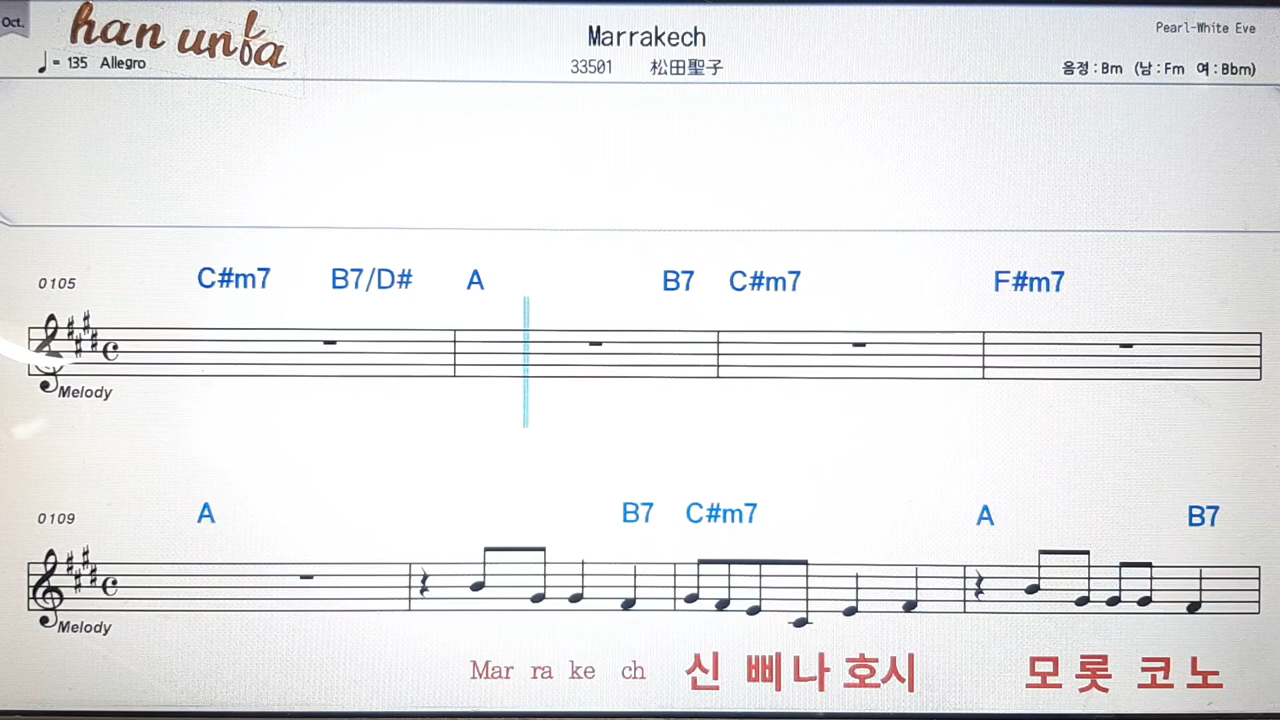 Oct.
han unfa
Marrakech
Pearl-White Eve
♩= 135 Allegro
33501 松田聖子
음정 : Bm (남 : Fm 여 : Bbm)
C#m7 B7/D# A B7 C#m7 F#m7
0105
Melody
A B7 C#m7 A B7
0109
Melody
Mar ra ke ch 신 삐 나 호시 모 롯 코 노